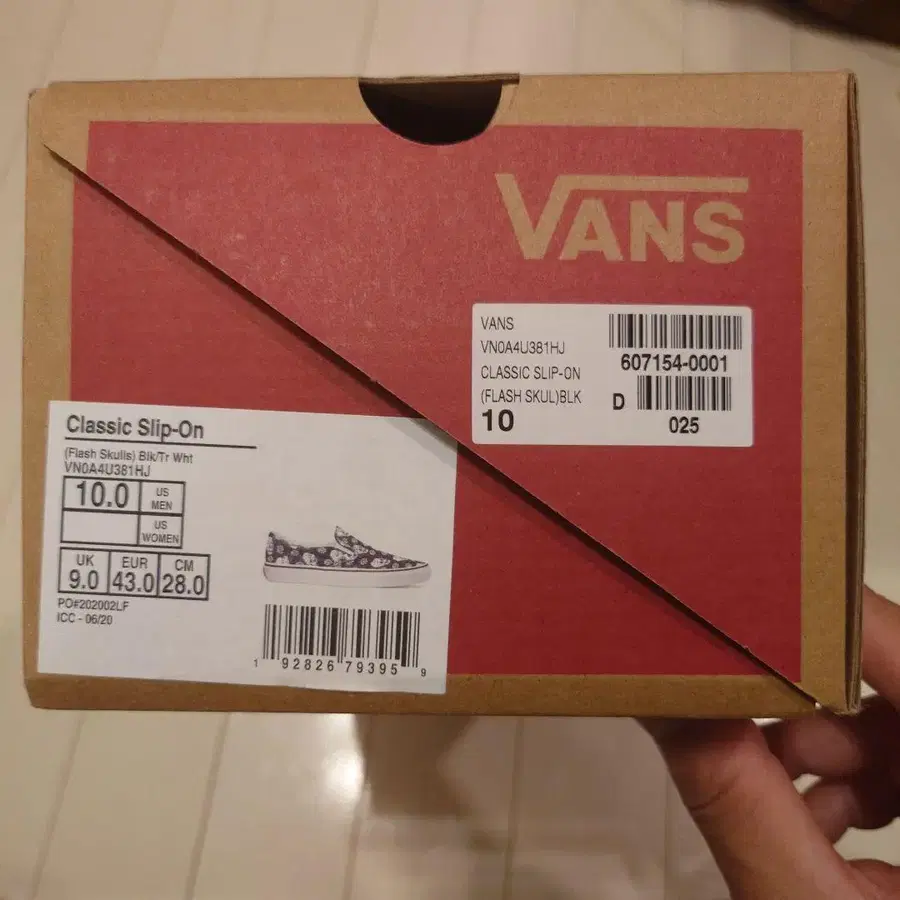 VANS
VANS
VN0A4U381HJ
CLASSIC SLIP-ON
(FLASH SKUL)BLK
10
607154-0001
D
025
Classic Slip-On
(Flash Skulls) Blk/Tr Wht
VN0A4U381HJ
10.0 US MEN
US WOMEN
UK EUR CM
9.0 43.0 28.0
PO#202002LF
ICC - 06/20
1 92826 79395 9